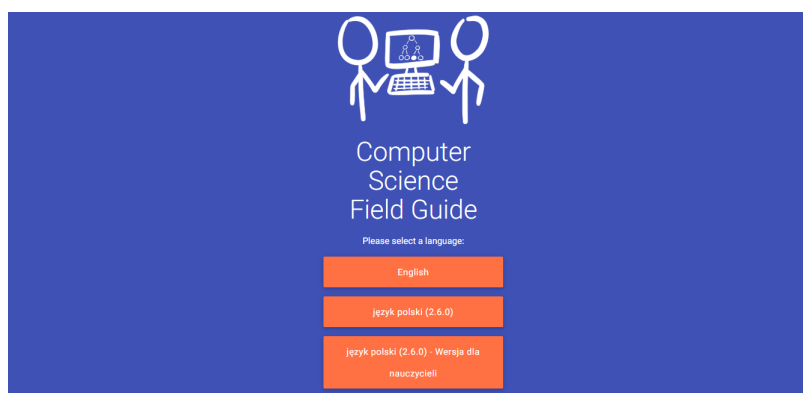 Computer
Science
Field Guide
Please select a language:
English
język polski (2.6.0)
język polski (2.6.0) - Wersja dla
nauczycieli